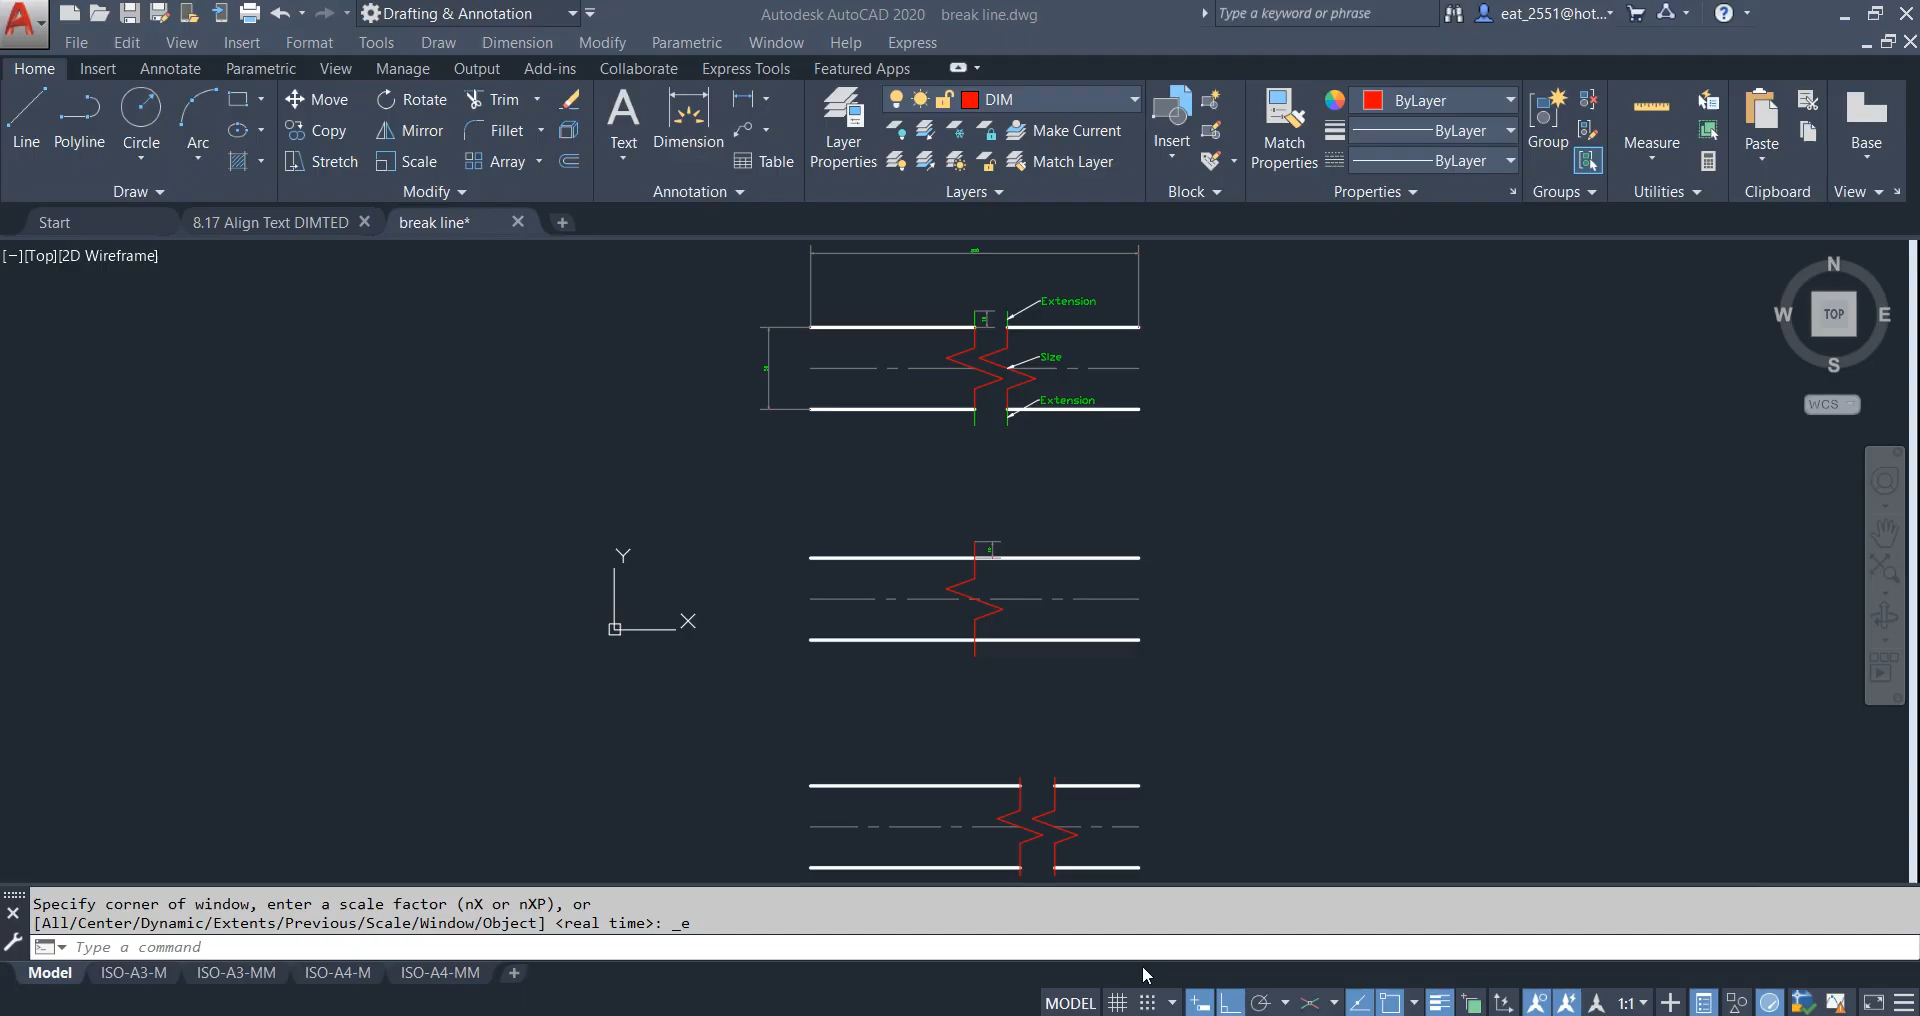 Drafting & Annotation
Autodesk AutoCAD 2020 break line.dwg
Type a keyword or phrase
eat_2551@hot...
File Edit View Insert Format Tools Draw Dimension Modify Parametric Window Help Express
Home Insert Annotate Parametric View Manage Output Add-ins Collaborate Express Tools Featured Apps
Line
Polyline
Circle
Arc
Draw
Move Rotate Trim
Copy Mirror Fillet
Stretch Scale Array
Modify
Text
Dimension
Table
Annotation
Layer
Properties
DIM
Make Current
Match Layer
Layers
Insert
Block
Match
Properties
ByLayer
ByLayer
ByLayer
Properties
Group
Groups
Measure
Utilities
Paste
Clipboard
Base
View
Start
8.17 Align Text DIMTED
break line*
[−][Top][2D Wireframe]
Extension
Size
Extension
Y
X
N
W TOP E
S
WCS
Specify corner of window, enter a scale factor (nX or nXP), or
[All/Center/Dynamic/Extents/Previous/Scale/Window/Object] <real time>: _e
Type a command
Model ISO-A3-M ISO-A3-MM ISO-A4-M ISO-A4-MM
MODEL
1:1